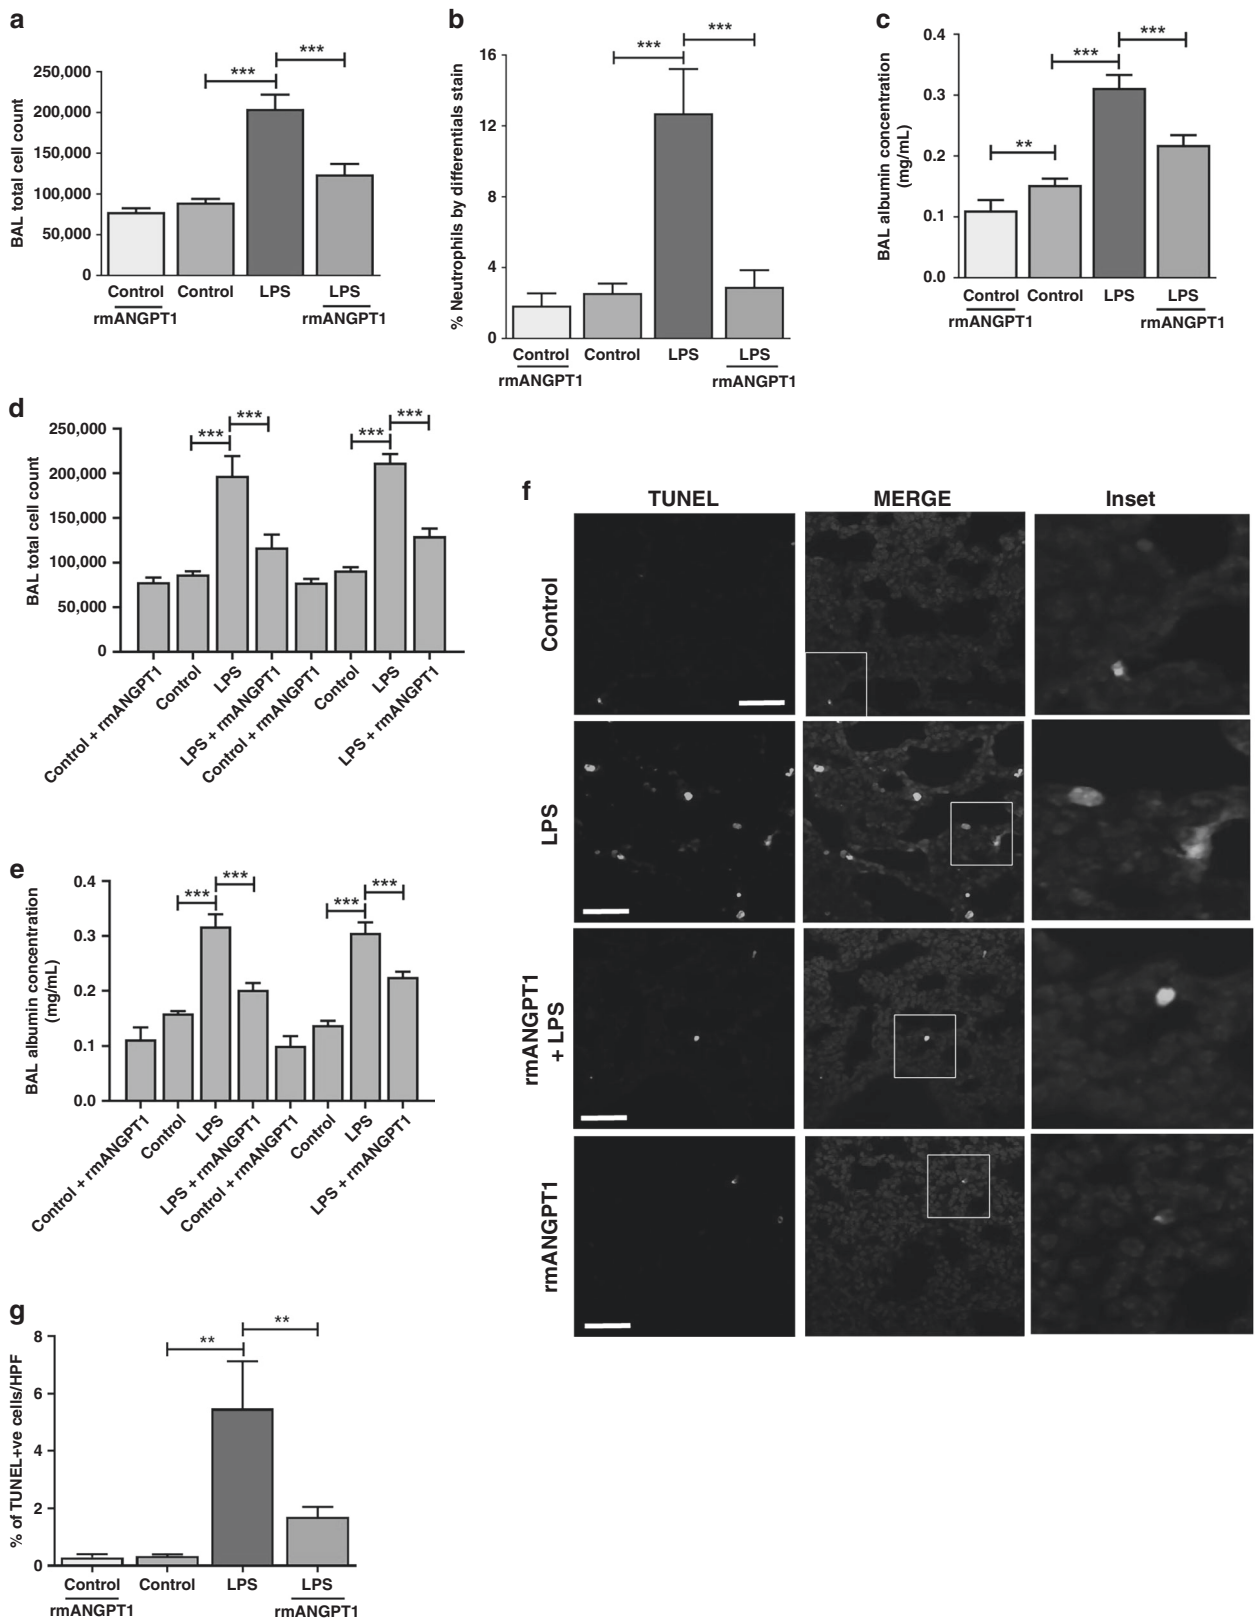 a
BAL total cell count
250,000
200,000
150,000
100,000
50,000
0
***
***
Control
rmANGPT1
Control
LPS
LPS
rmANGPT1
b
% Neutrophils by differentials stain
16
12
8
4
0
***
***
Control
rmANGPT1
Control
LPS
LPS
rmANGPT1
c
BAL albumin concentration
(mg/mL)
0.4
0.3
0.2
0.1
0.0
**
***
***
Control
rmANGPT1
Control
LPS
LPS
rmANGPT1
d
BAL total cell count
250,000
200,000
150,000
100,000
50,000
0
***
***
***
***
Control + rmANGPT1
Control
LPS
LPS + rmANGPT1
Control + rmANGPT1
Control
LPS
LPS + rmANGPT1
e
BAL albumin concentration
(mg/mL)
0.4
0.3
0.2
0.1
0.0
***
***
***
***
Control + rmANGPT1
Control
LPS
LPS + rmANGPT1
Control + rmANGPT1
Control
LPS
LPS + rmANGPT1
f
TUNEL
MERGE
Inset
Control
LPS
rmANGPT1
+ LPS
rmANGPT1
g
% of TUNEL+ve cells/HPF
8
6
4
2
0
**
**
Control
rmANGPT1
Control
LPS
LPS
rmANGPT1